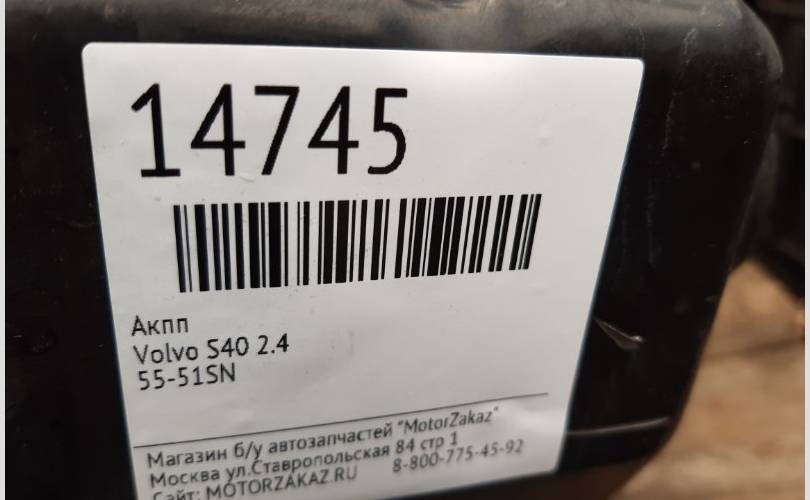 14745
Акпп
Volvo S40 2.4
55-51SN
Магазин б/у автозапчастей "MotorZakaz"
Москва ул.Ставропольская 84 стр 1
Сайт: MOTORZAKAZ.RU 8-800-775-45-92